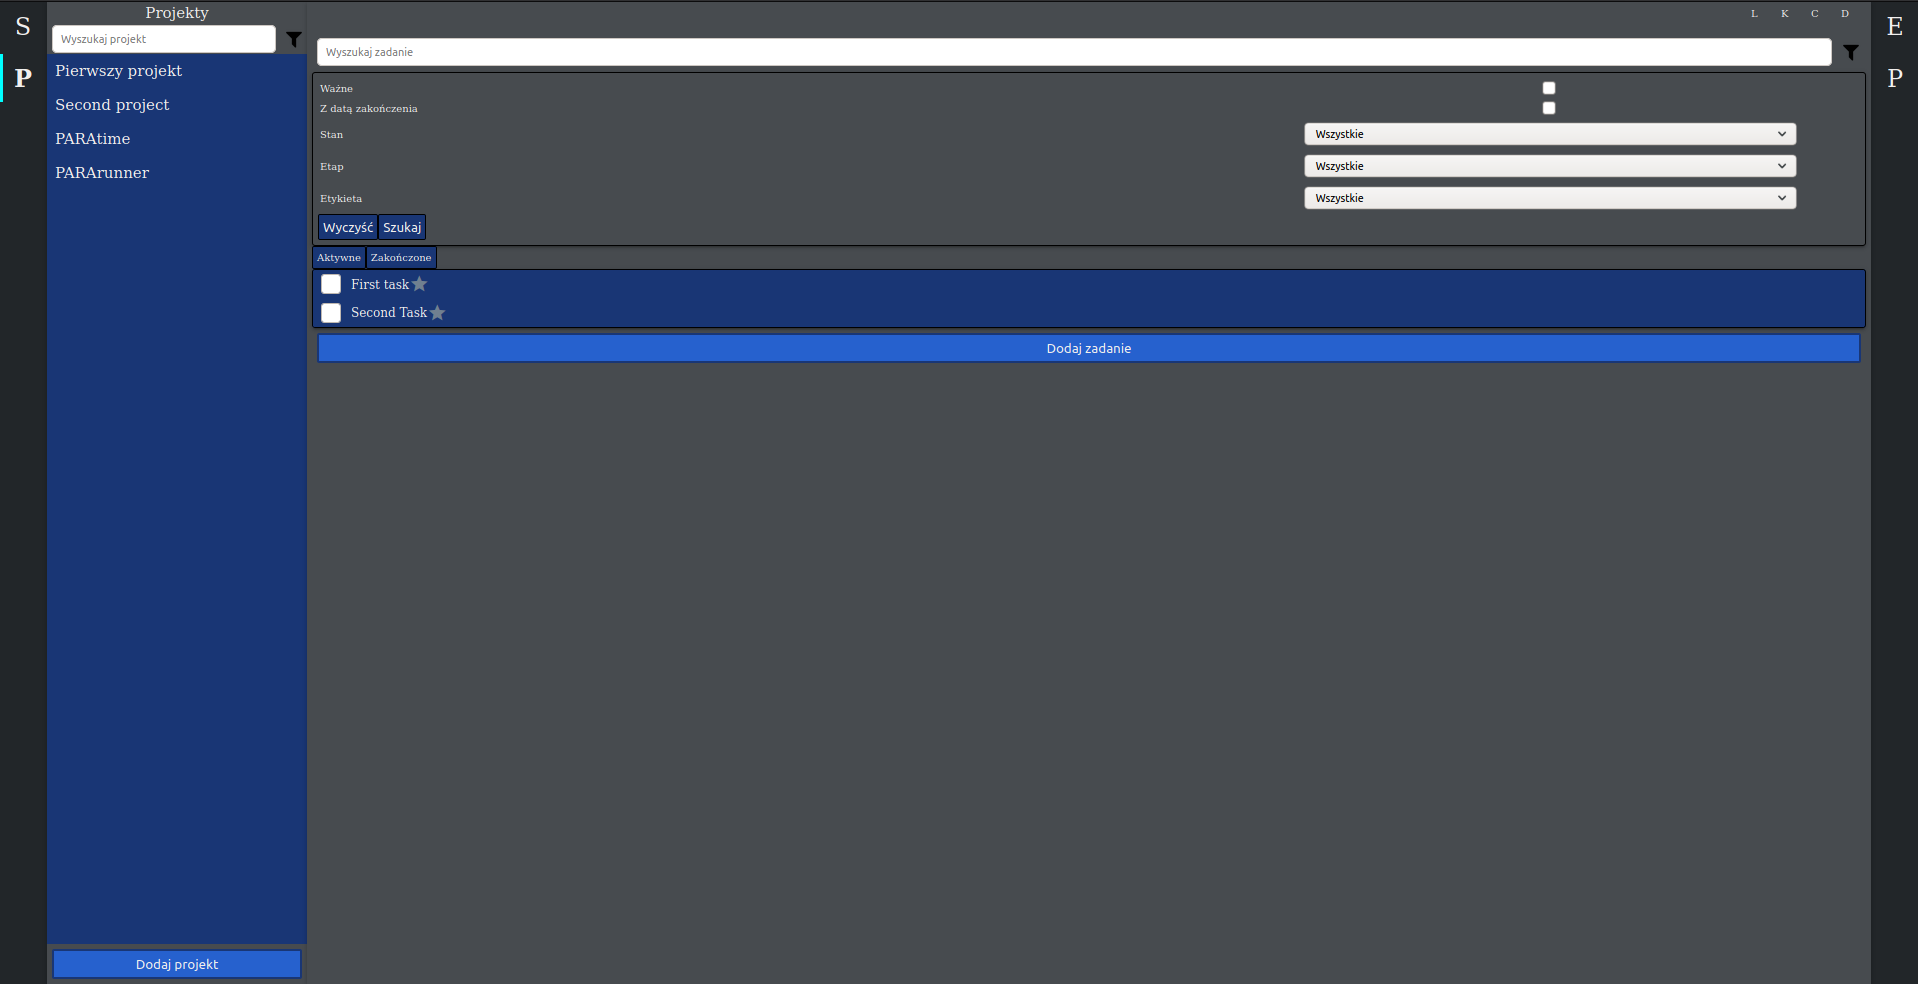 S
P
Projekty
Wyszukaj projekt
Pierwszy projekt
Second project
PARAtime
PARArunner
Dodaj projekt
L K C D
Wyszukaj zadanie
Ważne
Z datą zakończenia
Stan Wszystkie
Etap Wszystkie
Etykieta Wszystkie
Wyczyść Szukaj
Aktywne Zakończone
First task
Second Task
Dodaj zadanie
E
P